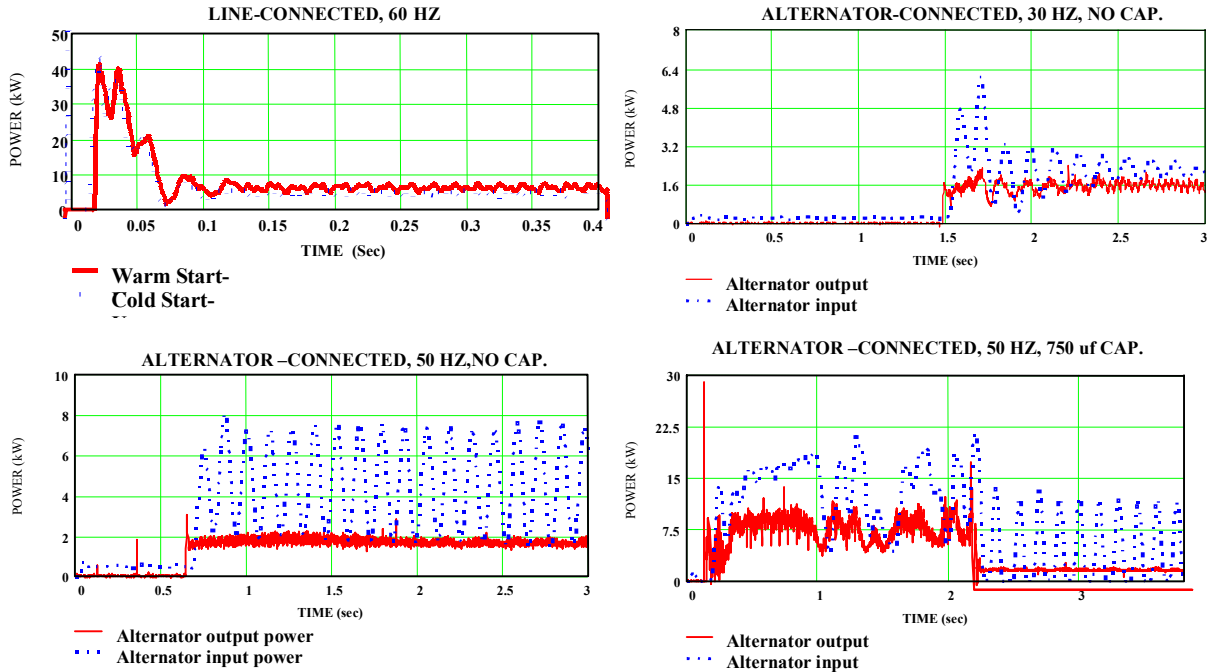 LINE-CONNECTED, 60 HZ
50
40
30
20
10
0
POWER (kW)
0 0.05 0.1 0.15 0.2 0.25 0.3 0.35 0.4
TIME (Sec)
Warm Start-
Cold Start-
ALTERNATOR-CONNECTED, 30 HZ, NO CAP.
8
6.4
4.8
3.2
1.6
0
POWER (kW)
0 0.5 1 1.5 2 2.5 3
TIME (sec)
Alternator output
Alternator input
ALTERNATOR –CONNECTED, 50 HZ,NO CAP.
10
8
6
4
2
0
POWER (kW)
0 0.5 1 1.5 2 2.5 3
TIME (sec)
Alternator output power
Alternator input power
ALTERNATOR –CONNECTED, 50 HZ, 750 uf CAP.
30
22.5
15
7.5
0
POWER (kW)
0 1 2 3
TIME (sec)
Alternator output
Alternator input